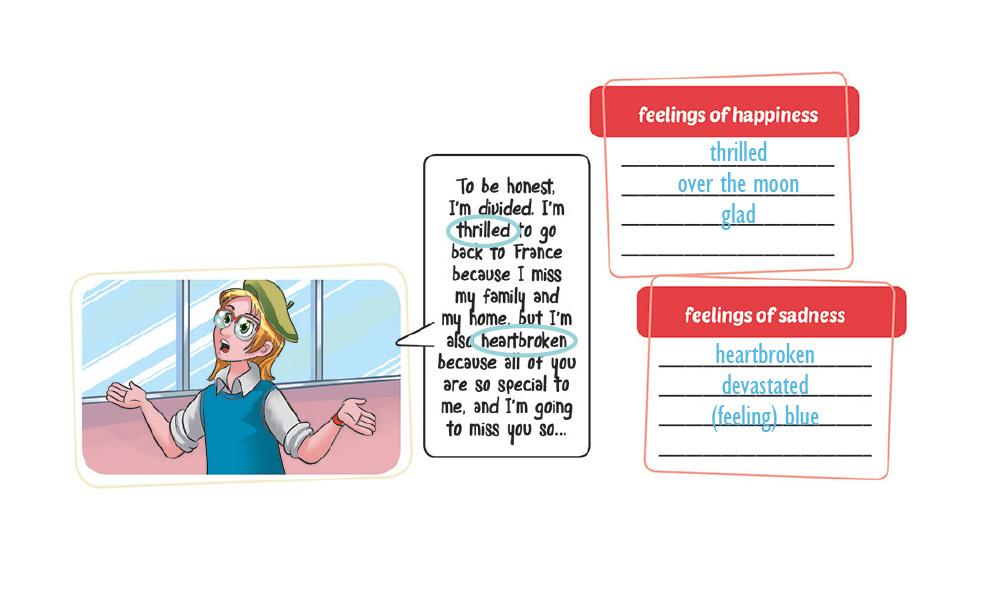 To be honest,
I'm divided. I'm
thrilled to go
back to France
because I miss
my family and
my home, but I'm
also heartbroken
because all of you
are so special to
me, and I'm going
to miss you so...
feelings of happiness
thrilled
over the moon
glad
feelings of sadness
heartbroken
devastated
(feeling) blue